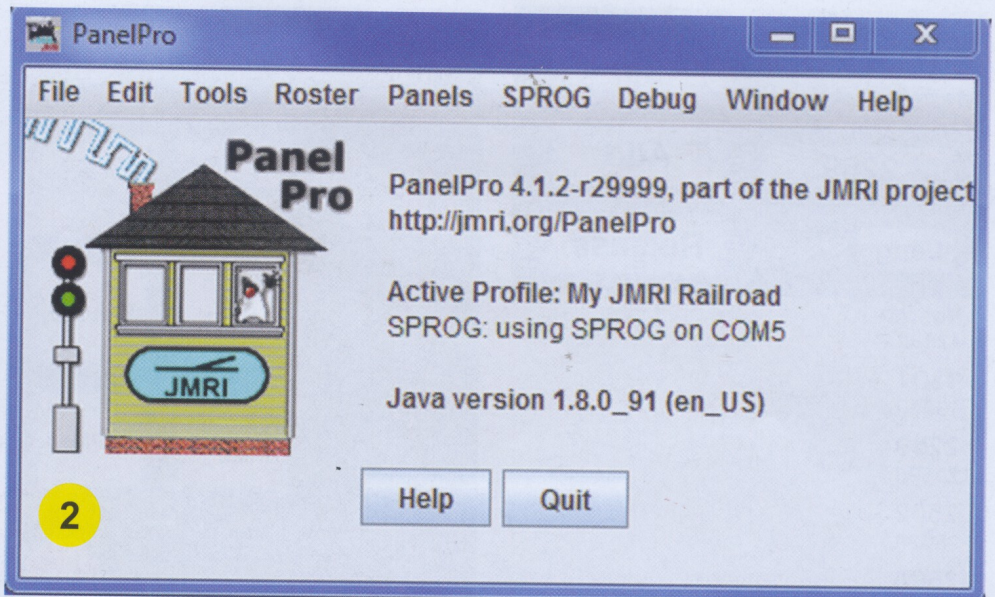 PanelPro
X
File Edit Tools Roster Panels SPROG Debug Window Help
Panel
Pro
PanelPro 4.1.2-r29999, part of the JMRI project
http://jmri.org/PanelPro
Active Profile: My JMRI Railroad
SPROG: using SPROG on COM5
JMRI
Java version 1.8.0_91 (en_US)
Help Quit
2